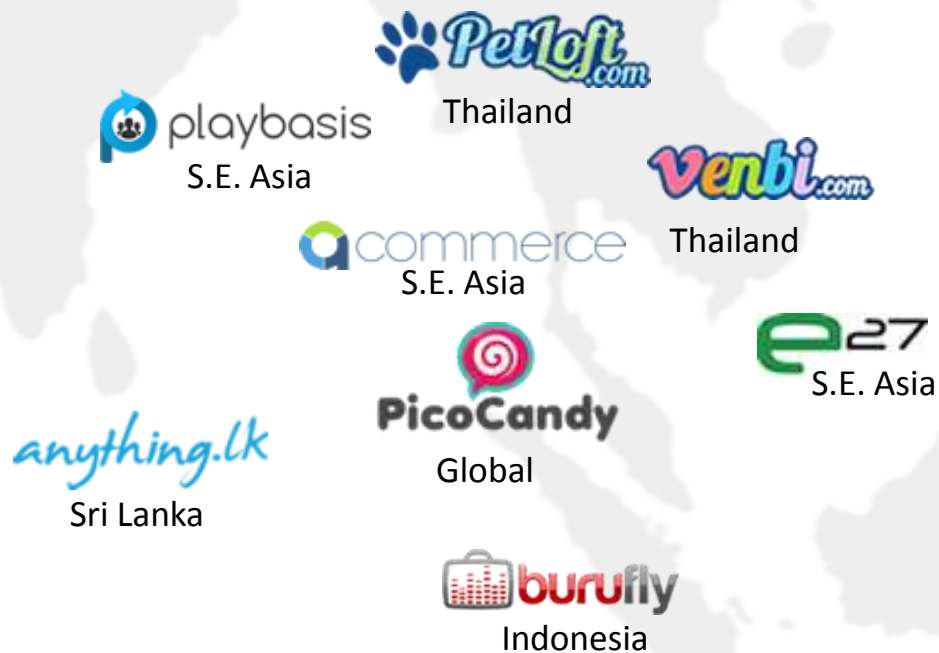 PetLoft
.com
Thailand
playbasis
S.E. Asia
Venbi.com
Thailand
acommerce
S.E. Asia
e27
S.E. Asia
PicoCandy
Global
anything.lk
Sri Lanka
burufly
Indonesia